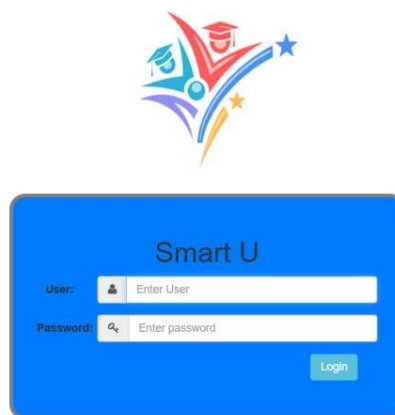 Smart U
User: Enter User
Password: Enter password
Login